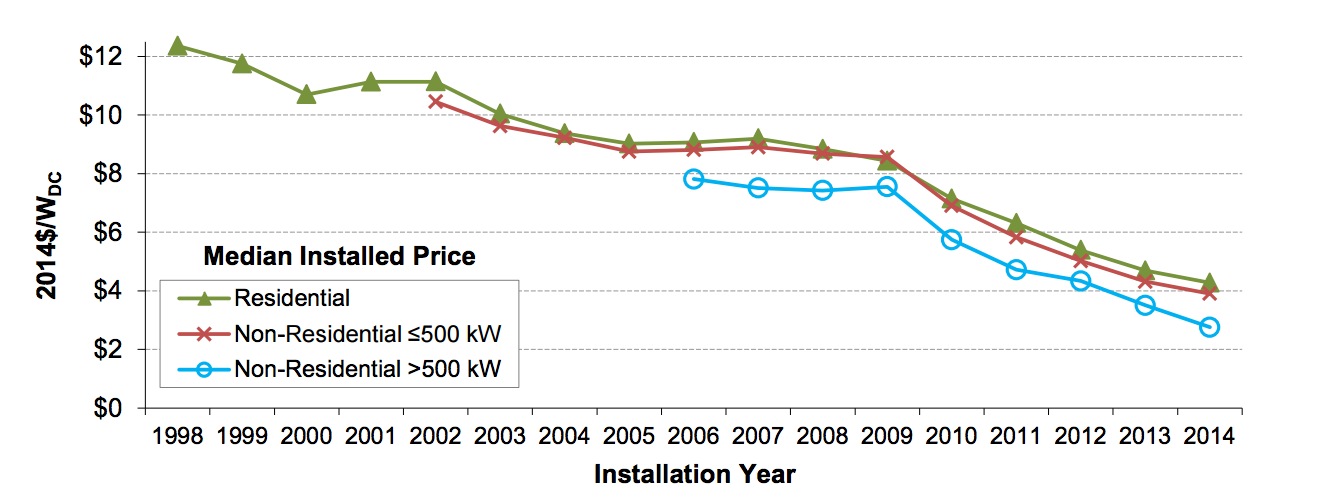 $12
$10
$8
$6
$4
$2
$0
2014$/WDC
Median Installed Price
Residential
Non-Residential ≤500 kW
Non-Residential >500 kW
1998 1999 2000 2001 2002 2003 2004 2005 2006 2007 2008 2009 2010 2011 2012 2013 2014
Installation Year